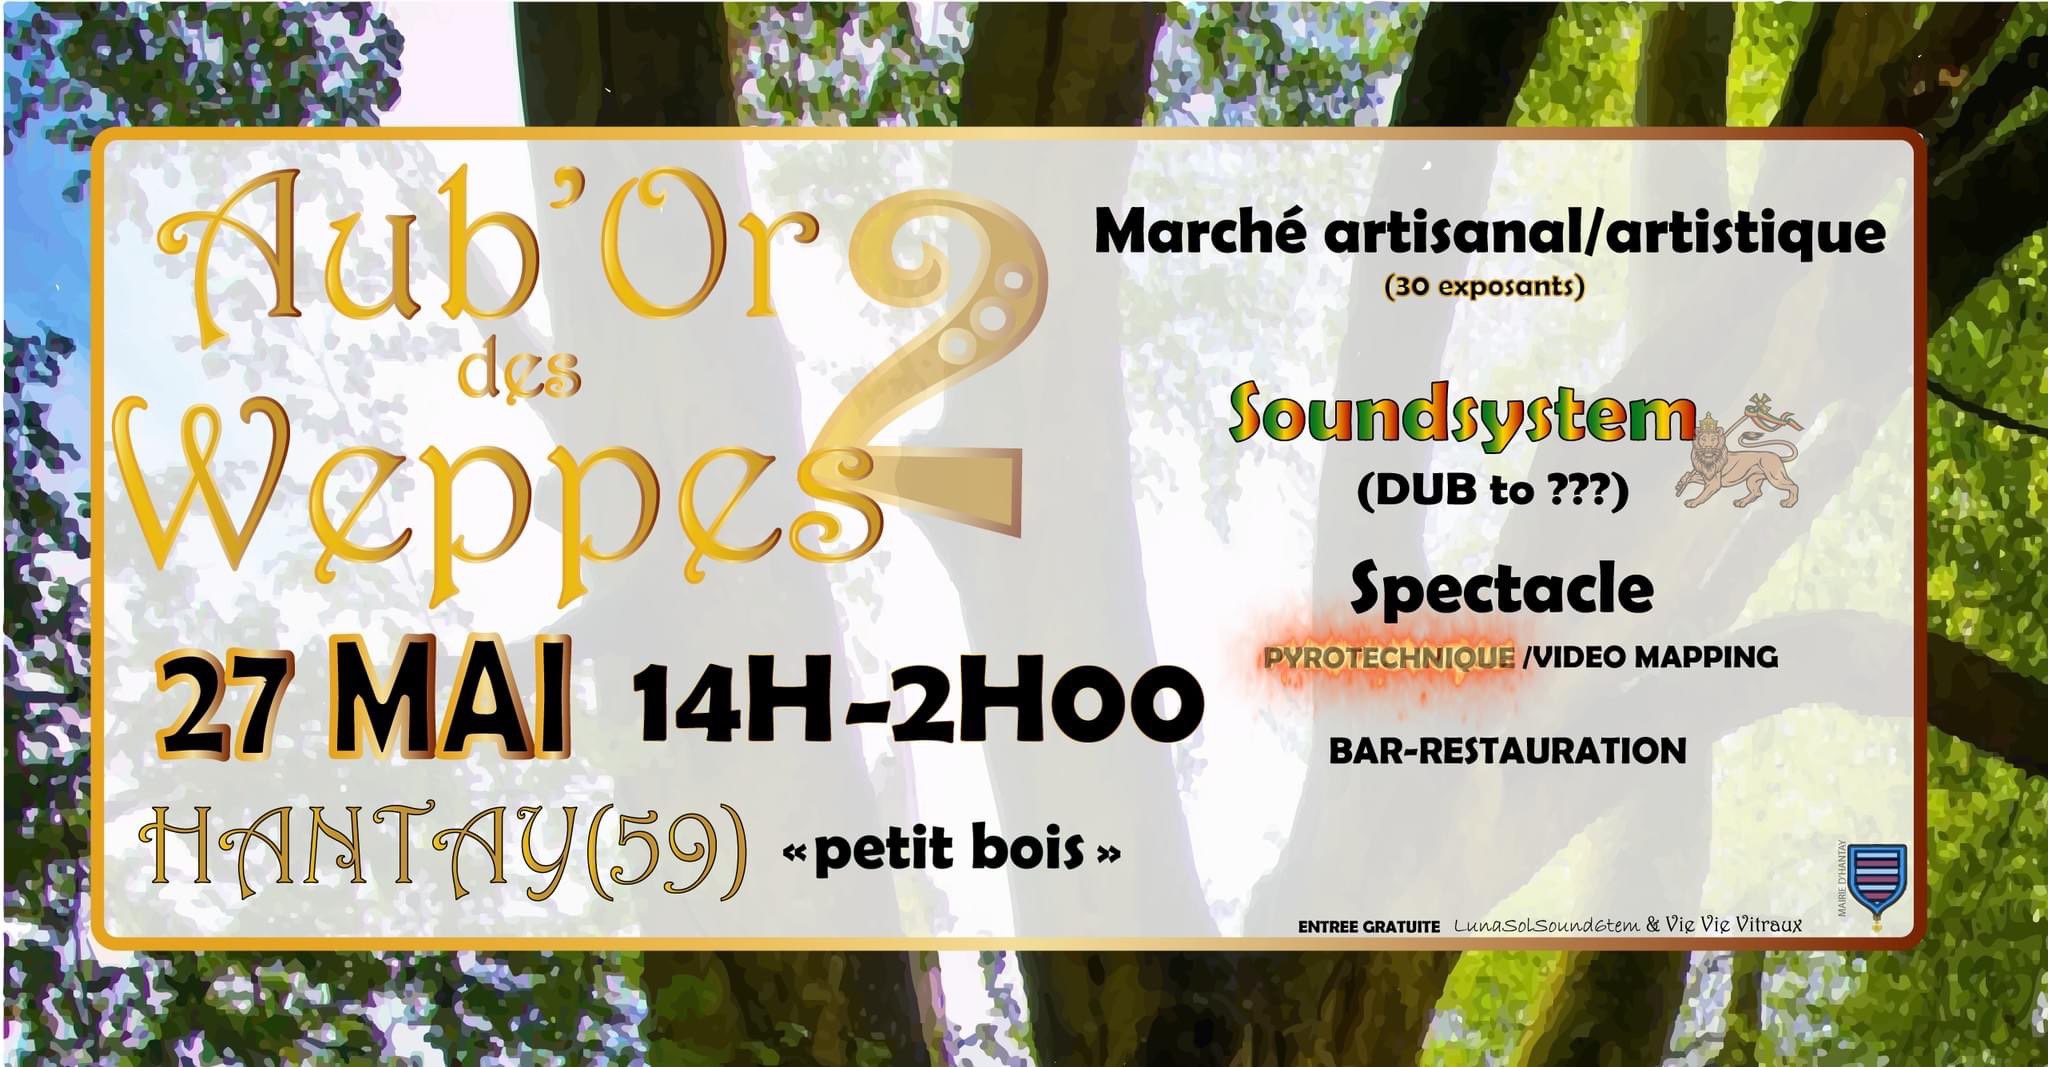 Aub'Or
des
Weppes
2
27 MAI 14H-2H00
HANTAY(59) « petit bois »
Marché artisanal/artistique
(30 exposants)
Soundsystem
(DUB to ???)
Spectacle
PYROTECHNIQUE /VIDEO MAPPING
BAR-RESTAURATION
MAIRIE D'HANTAY
ENTREE GRATUITE LunaSolSound6tem & Vie Vie Vitraux